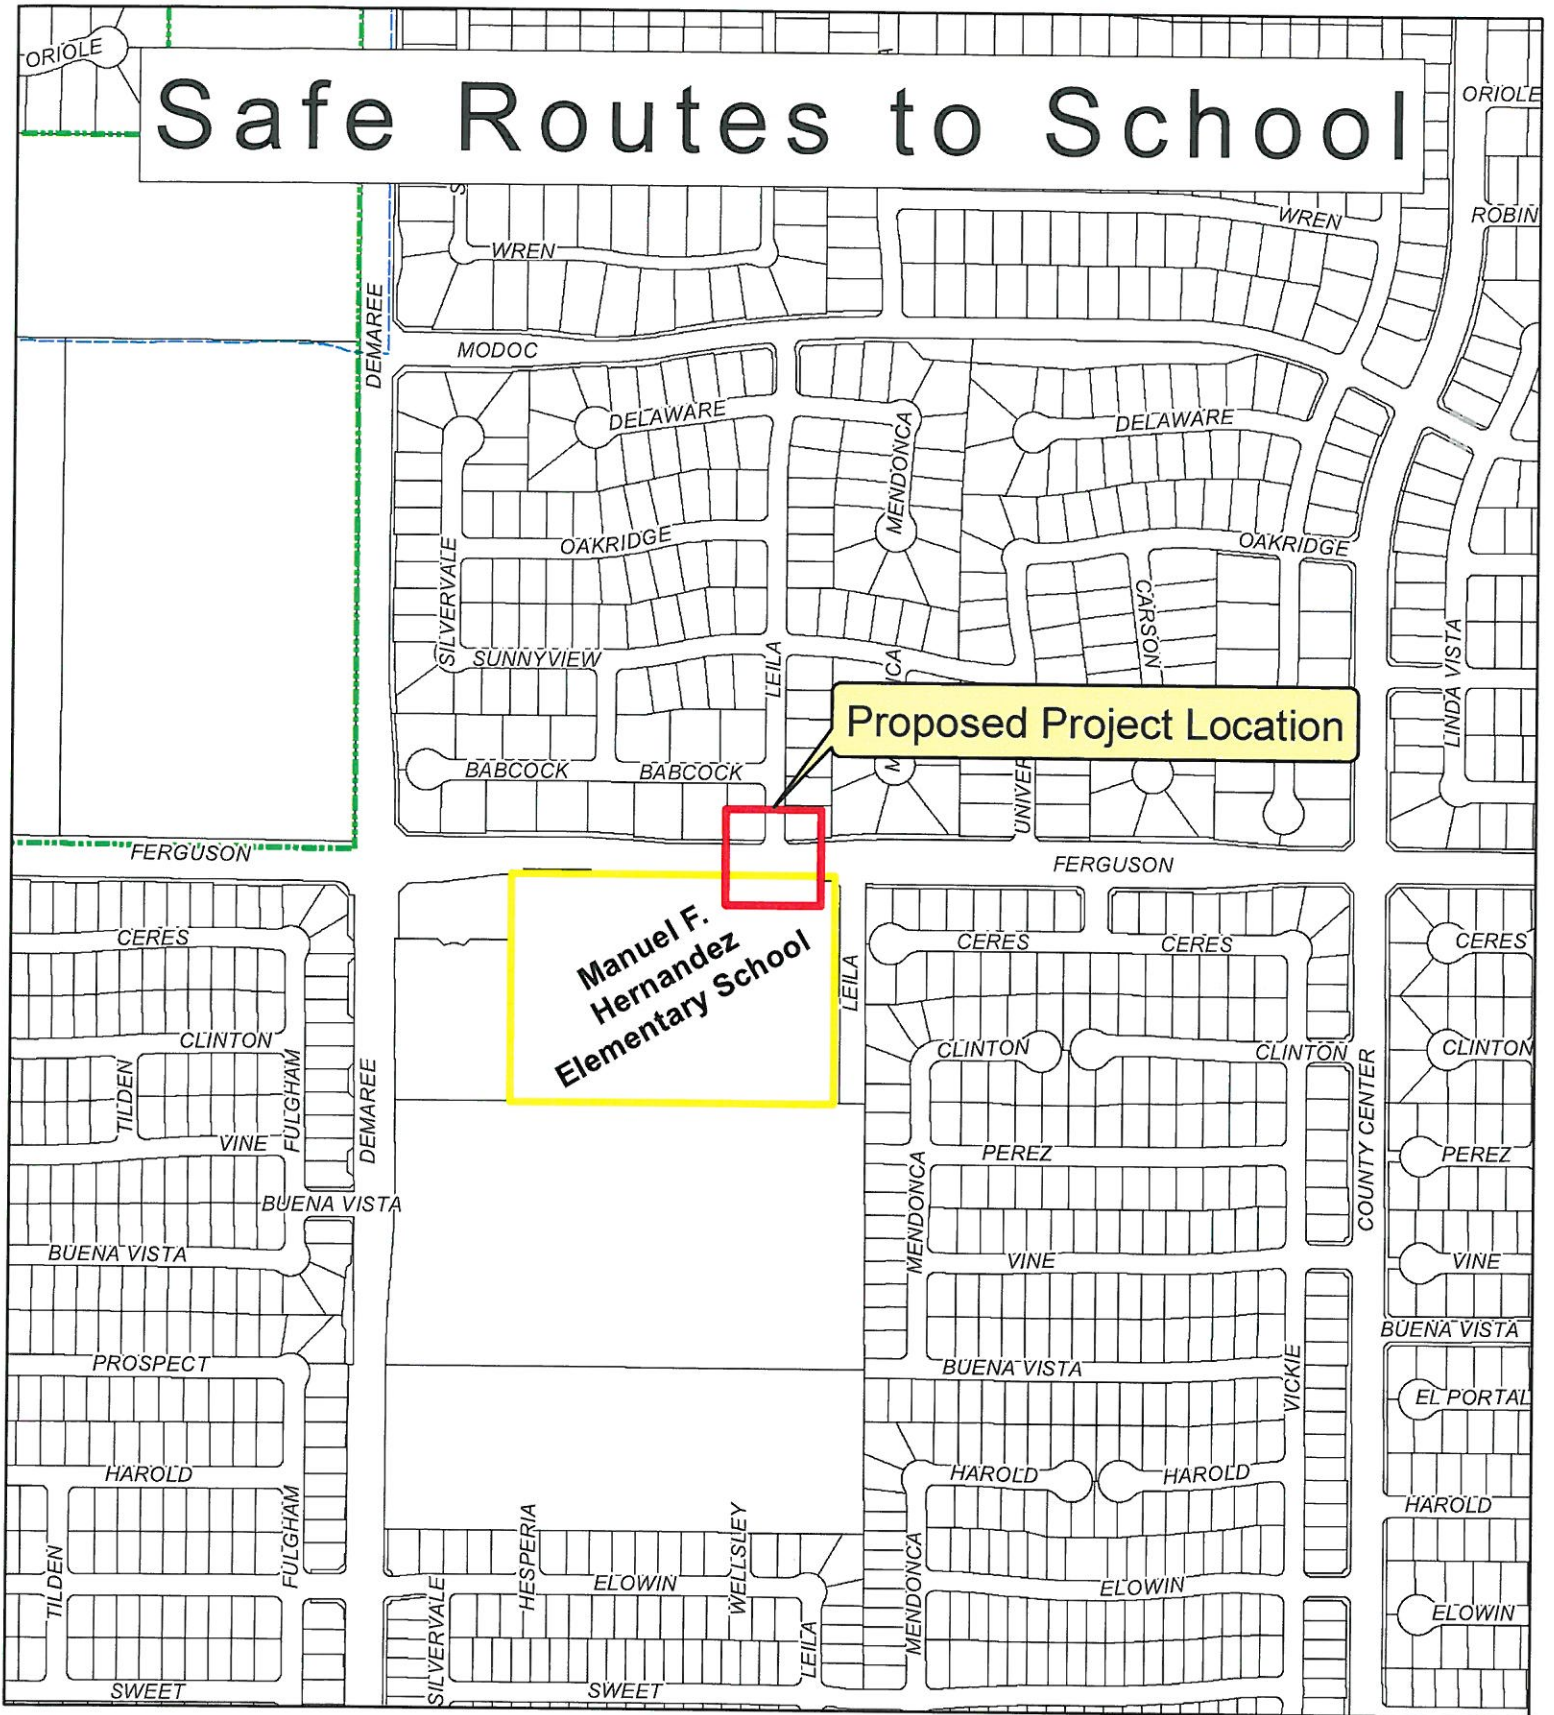 ORIOLE
Safe Routes to School
ORIOLE
WREN
ROBIN
WREN
DEMAREE
MODOC
DELAWARE
MENDONCA
DELAWARE
OAKRIDGE
OAKRIDGE
SILVERVALE
CARSON
SUNNYVIEW
LEILA
ICA
LINDA VISTA
Proposed Project Location
BABCOCK
BABCOCK
M
UNIVER
FERGUSON
FERGUSON
Manuel F.
Hernandez
Elementary School
CERES
CERES
CERES
CERES
LEILA
CLINTON
CLINTON
CLINTON
CLINTON
TILDEN
FULGHAM
DEMAREE
COUNTY CENTER
VINE
PEREZ
PEREZ
BUENA VISTA
MENDONCA
BUENA VISTA
VINE
VINE
BUENA VISTA
PROSPECT
BUENA VISTA
VICKIE
EL PORTAL
HAROLD
HAROLD
HAROLD
HAROLD
FULGHAM
HESPERIA
WELLSLEY
TILDEN
SILVERVALE
ELOWIN
MENDONCA
ELOWIN
ELOWIN
LEILA
SWEET
SWEET